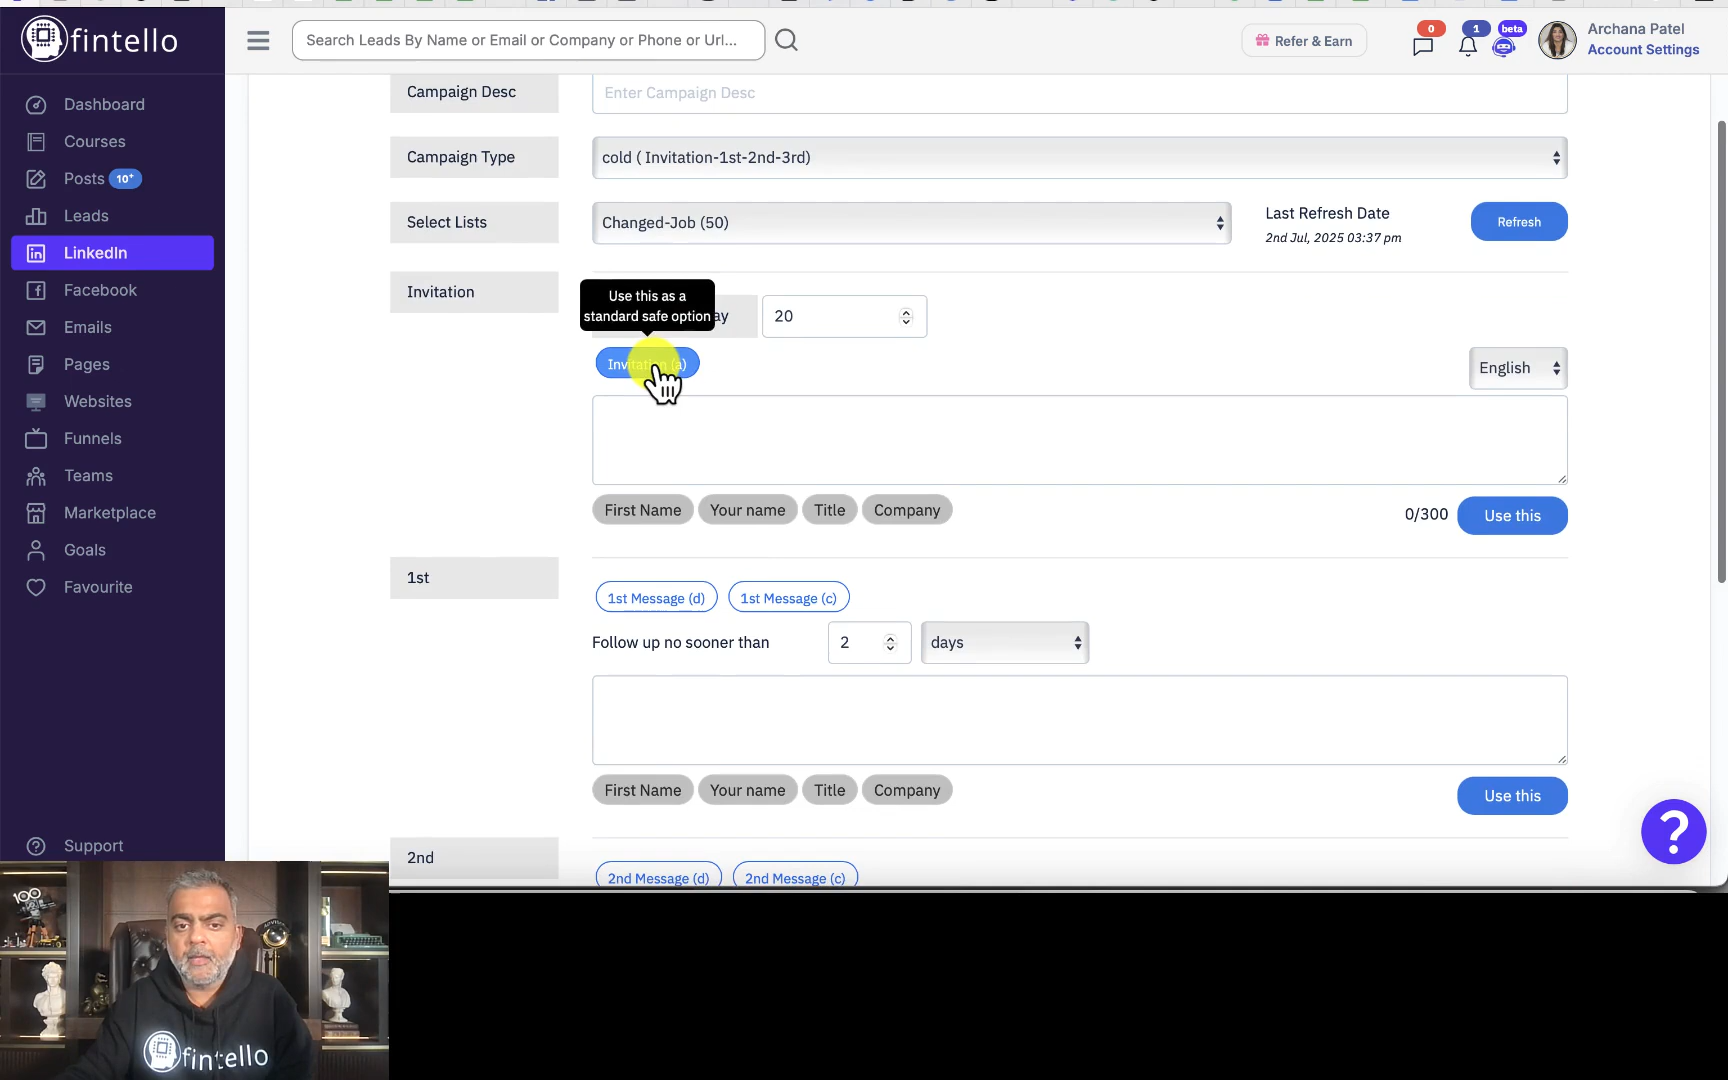 fintello
Search Leads By Name or Email or Company or Phone or Url...
Refer & Earn
0
1
beta
Archana Patel
Account Settings
Dashboard
Courses
Posts 10+
Leads
LinkedIn
Facebook
Emails
Pages
Websites
Funnels
Teams
Marketplace
Goals
Favourite
Support
Campaign Desc
Enter Campaign Desc
Campaign Type
cold ( Invitation-1st-2nd-3rd)
Select Lists
Changed-Job (50)
Last Refresh Date
2nd Jul, 2025 03:37 pm
Refresh
Invitation
Use this as a
standard safe option
20
Invitation (a)
English
First Name
Your name
Title
Company
0/300
Use this
1st
1st Message (d)
1st Message (c)
Follow up no sooner than
2
days
First Name
Your name
Title
Company
Use this
?
2nd
2nd Message (d)
2nd Message (c)
100
fintello